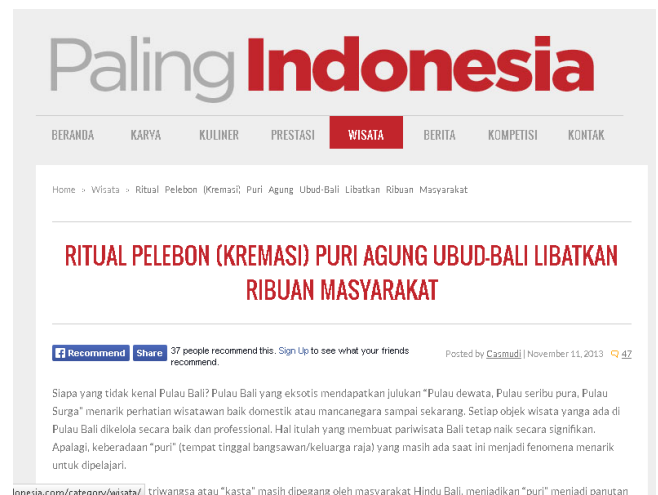 Paling Indonesia
BERANDA KARYA KULINER PRESTASI WISATA BERITA KOMPETISI KONTAK
Home » Wisata » Ritual Pelebon (Kremasi) Puri Agung Ubud-Bali Libatkan Ribuan Masyarakat
RITUAL PELEBON (KREMASI) PURI AGUNG UBUD-BALI LIBATKAN
RIBUAN MASYARAKAT
Recommend Share 37 people recommend this. Sign Up to see what your friends
recommend.
Posted by Casmudi | November 11, 2013 47
Siapa yang tidak kenal Pulau Bali? Pulau Bali yang eksotis mendapatkan julukan “Pulau dewata, Pulau seribu pura, Pulau
Surga” menarik perhatian wisatawan baik domestik atau mancanegara sampai sekarang. Setiap objek wisata yanga ada di
Pulau Bali dikelola secara baik dan professional. Hal itulah yang membuat pariwisata Bali tetap naik secara signifikan.
Apalagi, keberadaan “puri” (tempat tinggal bangsawan/keluarga raja) yang masih ada saat ini menjadi fenomena menarik
untuk dipelajari.
lonesia.com/category/wisata/ triwangsa atau “kasta” masih dipegang oleh masyarakat Hindu Bali, menjadikan “puri” menjadi panutan